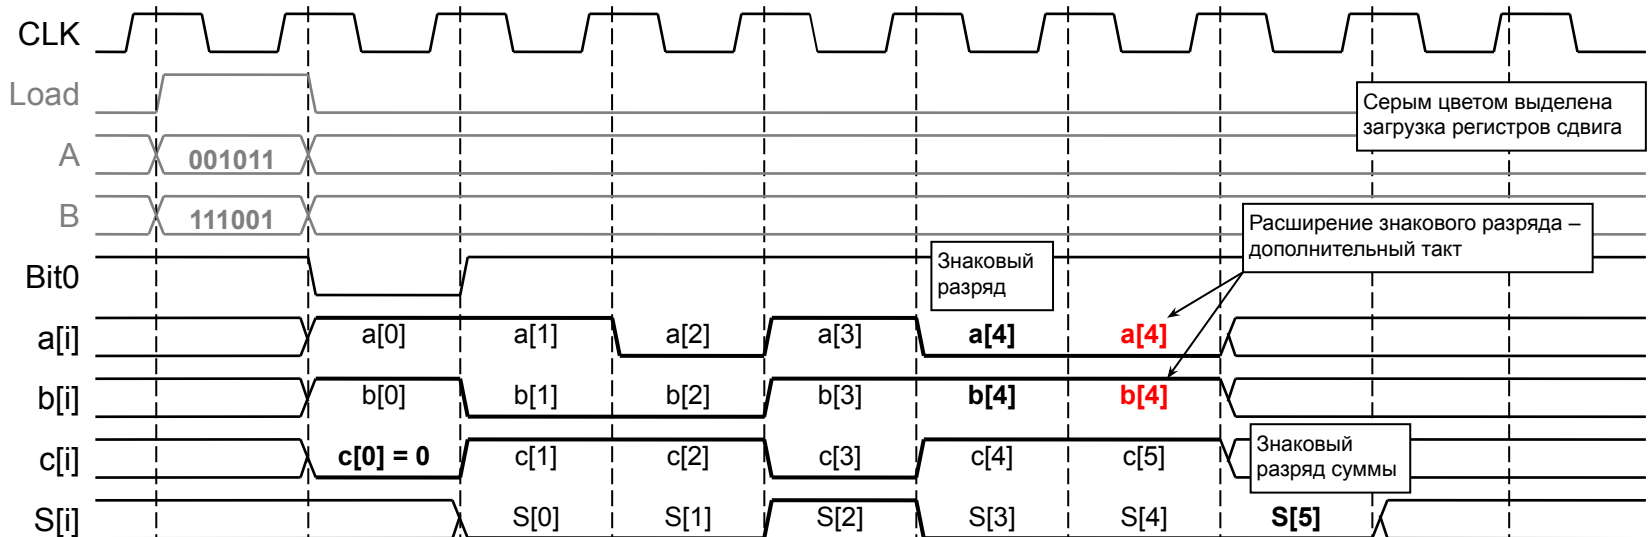 CLK
Load
Серым цветом выделена
загрузка регистров сдвига
A
001011
B
111001
Расширение знакового разряда –
дополнительный такт
Bit0
Знаковый
разряд
a[i]
a[0] a[1] a[2] a[3] a[4] a[4]
b[i]
b[0] b[1] b[2] b[3] b[4] b[4]
c[i]
c[0] = 0 c[1] c[2] c[3] c[4] c[5]
Знаковый
разряд суммы
S[i]
S[0] S[1] S[2] S[3] S[4] S[5]